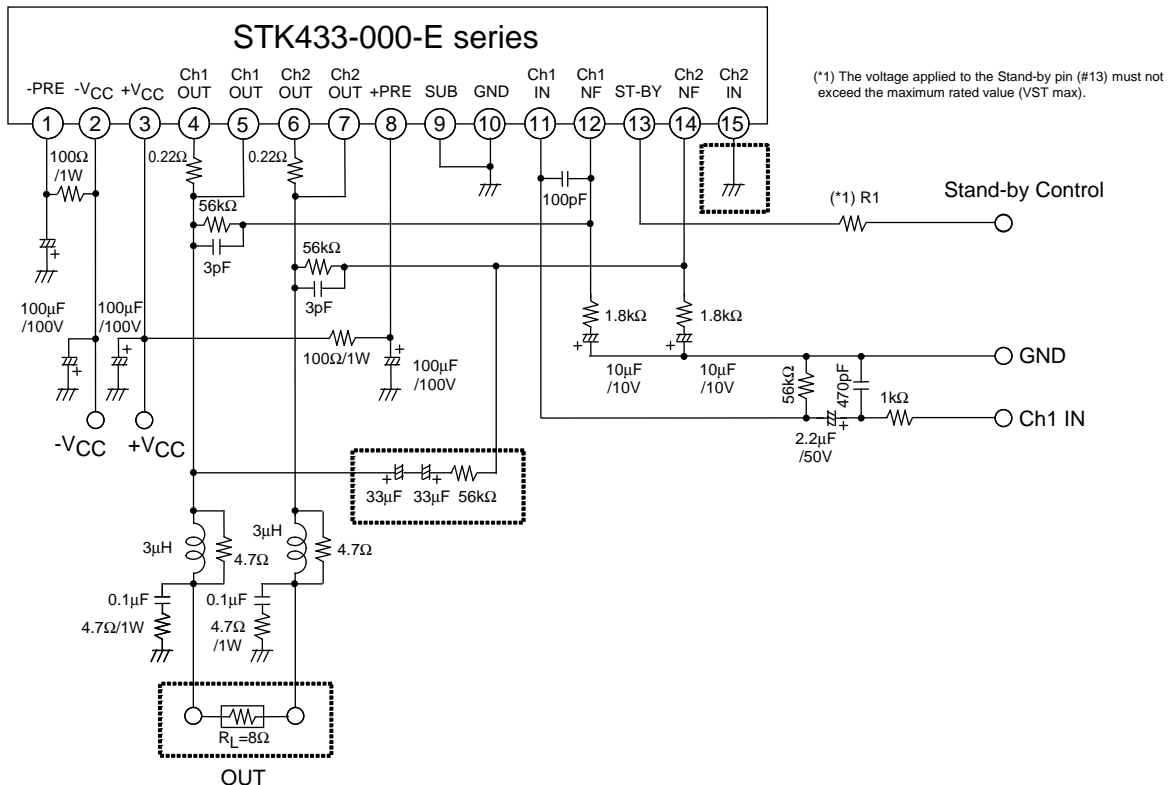 STK433-000-E series
(*1) The voltage applied to the Stand-by pin (#13) must not
exceed the maximum rated value (VST max).
-PRE
-VCC
+VCC
Ch1
OUT
Ch1
OUT
Ch2
OUT
Ch2
OUT
+PRE
SUB
GND
Ch1
IN
Ch1
NF
ST-BY
Ch2
NF
Ch2
IN
1
2
3
4
5
6
7
8
9
10
11
12
13
14
15
100Ω
/1W
0.22Ω
0.22Ω
100pF
(*1) R1
Stand-by Control
56kΩ
3pF
56kΩ
3pF
+
100µF
/100V
100µF
/100V
+
+
100Ω/1W
+
100µF
/100V
1.8kΩ
1.8kΩ
+
+
10µF
/10V
10µF
/10V
GND
56kΩ
470pF
1kΩ
+
2.2µF
/50V
Ch1 IN
-VCC
+VCC
+
+
33µF
33µF
56kΩ
3µH
4.7Ω
3µH
4.7Ω
0.1µF
4.7Ω/1W
0.1µF
4.7Ω
/1W
RL=8Ω
OUT